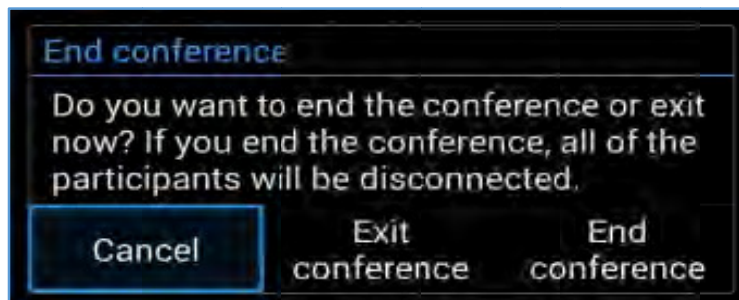 End conference
Do you want to end the conference or exit
now? If you end the conference, all of the
participants will be disconnected.
Cancel
Exit
conference
End
conference